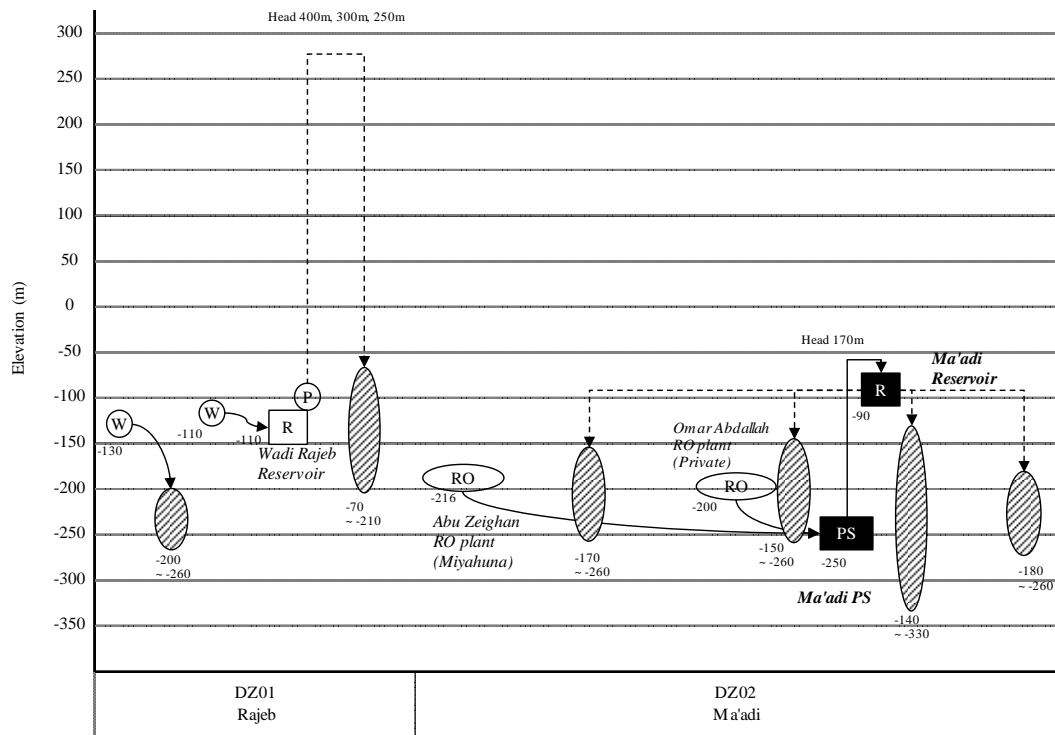 Head 400m, 300m, 250m
300
250
200
150
100
50
0
-50
-100
-150
-200
-250
-300
-350
Elevation (m)
W
-130
-200
~ -260
W
-110
-110
R
P
Wadi Rajeb
Reservoir
-70
~ -210
RO
-216
Abu Zeighan
RO plant
(Miyahuna)
-170
~ -260
Omar Abdallah
RO plant
(Private)
RO
-200
-150
~ -260
Head 170m
R
-90
Ma'adi
Reservoir
PS
-250
Ma'adi PS
-140
~ -330
-180
~ -260
DZ01
Rajeb
DZ02
Ma'adi